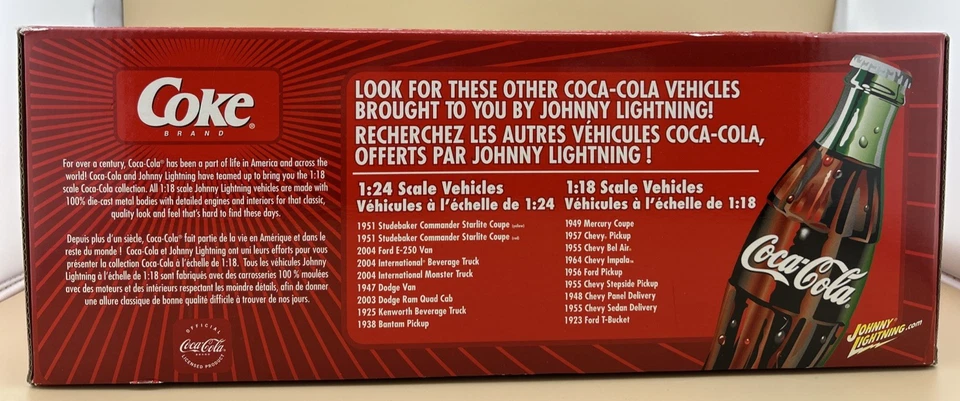 Coke®
BRAND
For over a century, Coca-Cola® has been a part of life in America and across the
world! Coca-Cola and Johnny Lightning have teamed up to bring you the 1:18
scale Coca-Cola collection. All 1:18 scale Johnny Lightning vehicles are made with
100% die-cast metal bodies with detailed engines and interiors for that classic,
quality look and feel that's hard to find these days.
Depuis plus d'un siècle, Coca-Cola® fait partie de la vie en Amérique et dans le
reste du monde ! Coca-Cola et Johnny Lightning ont uni leurs efforts pour vous
présenter la collection Coca-Cola à l'échelle de 1:18. Tous les véhicules Johnny
Lightning à l'échelle de 1:18 sont fabriqués avec des carrosseries 100 % moulées
avec des moteurs et des intérieurs respectant les moindre détails, afin de donner
une allure classique de bonne qualité difficile à trouver de nos jours.
OFFICIAL
Coca-Cola
BRAND
LICENSED PRODUCT
LOOK FOR THESE OTHER COCA-COLA VEHICLES
BROUGHT TO YOU BY JOHNNY LIGHTNING!
RECHERCHEZ LES AUTRES VÉHICULES COCA-COLA,
OFFERTS PAR JOHNNY LIGHTNING !
1:24 Scale Vehicles
Véhicules à l'échelle de 1:24
1951 Studebaker Commander Starlite Coupe
1951 Studebaker Commander Starlite Coupe (red)
2004 Ford E-250 Van
2004 International® Beverage Truck
2004 International Monster Truck
1947 Dodge Van
2003 Dodge Ram Quad Cab
1925 Kenworth Beverage Truck
1938 Bantam Pickup
1:18 Scale Vehicles
Véhicules à l'échelle de 1:18
1949 Mercury Coupe
1957 Chevy® Pickup
1955 Chevy Bel Air®
1964 Chevy Impala™
1956 Ford Pickup
1955 Chevy Stepside Pickup
1948 Chevy Panel Delivery
1955 Chevy Sedan Delivery
1923 Ford T-Bucket
Coca-Cola
JOHNNY
LIGHTNING.com